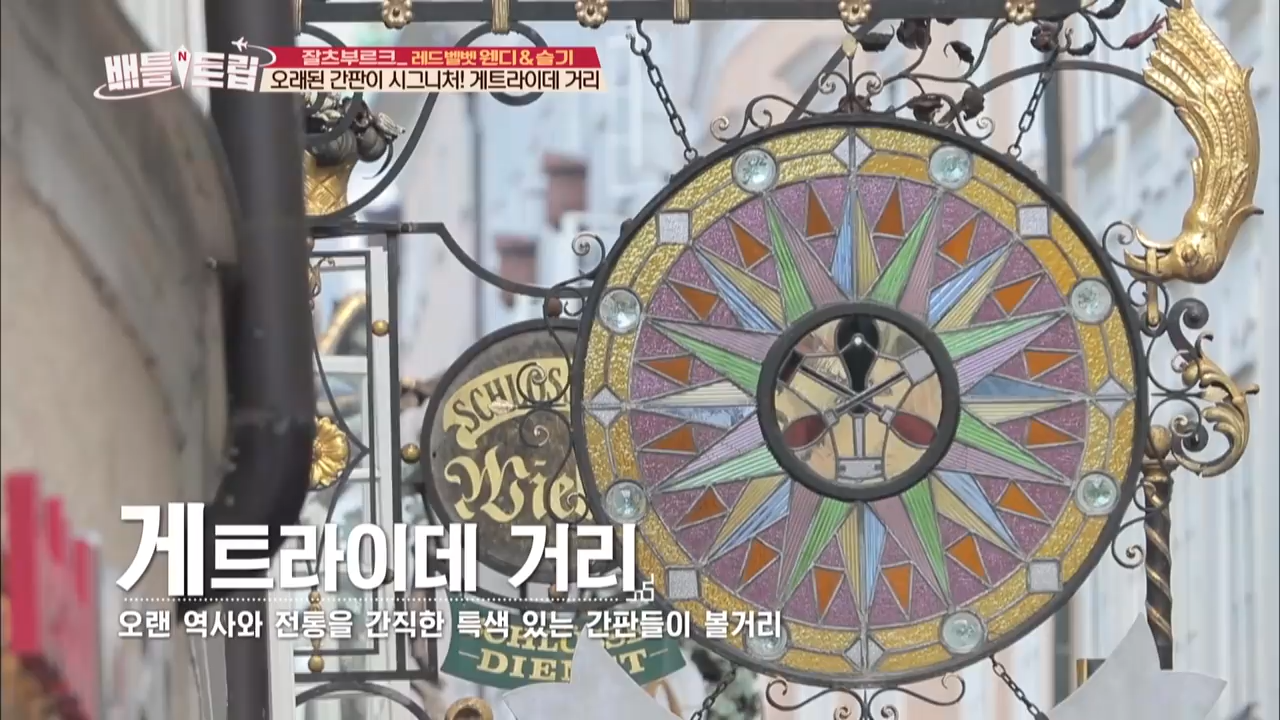 배틀트립
잘츠부르크_ 레드벨벳 웬디&슬기
오래된 간판이 시그니처! 게트라이데 거리
SCHLOS
Wie
게트라이데 거리
오랜 역사와 전통을 간직한 특색 있는 간판들이 볼거리
DIENST